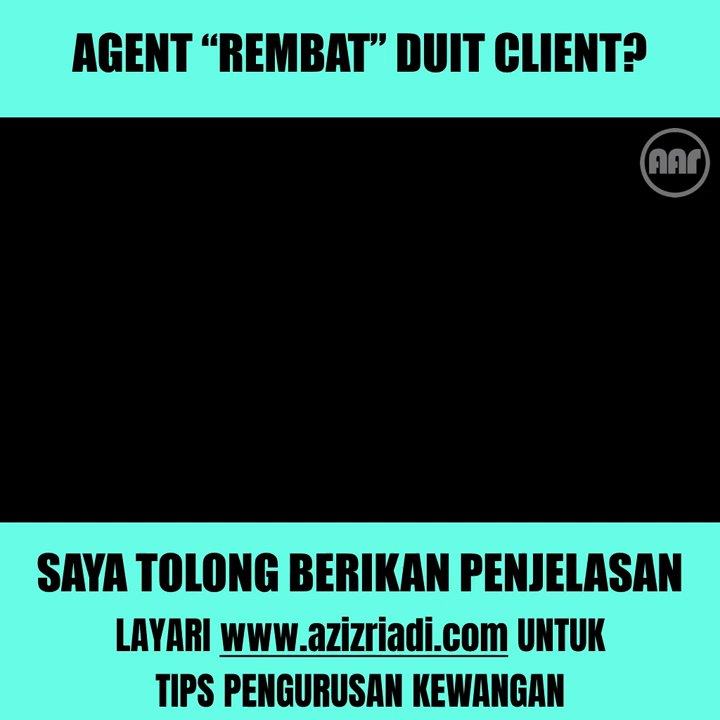 AGENT “REMBAT” DUIT CLIENT?
AAr
SAYA TOLONG BERIKAN PENJELASAN
LAYARI www.azizriadi.com UNTUK
TIPS PENGURUSAN KEWANGAN